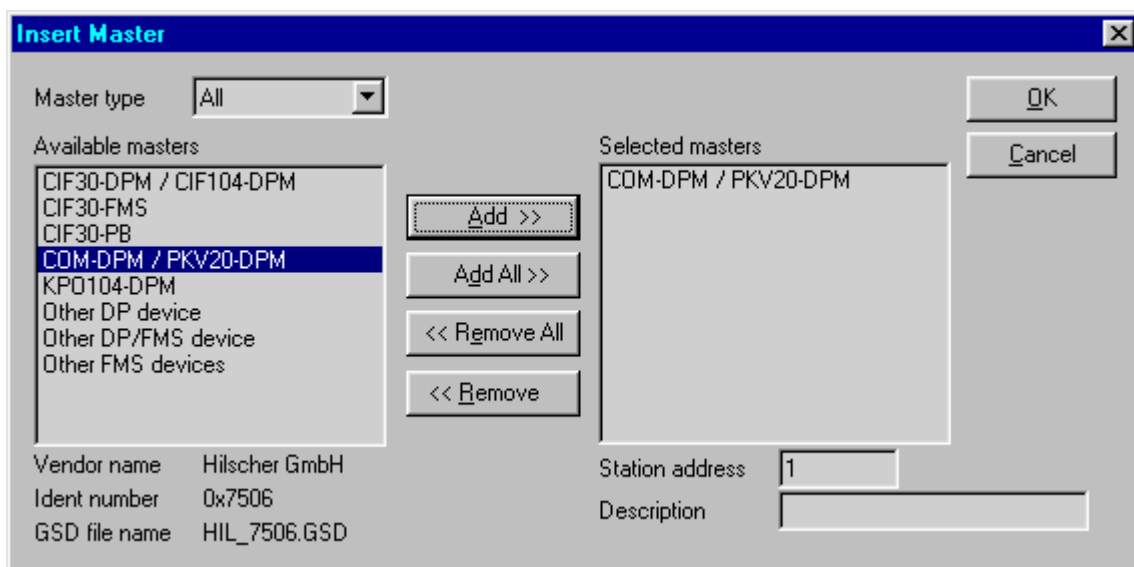 Insert Master
Master type All
OK
Available masters
Selected masters
Cancel
CIF30-DPM / CIF104-DPM
CIF30-FMS
CIF30-PB
COM-DPM / PKV20-DPM
KPO104-DPM
Other DP device
Other DP/FMS device
Other FMS devices
Add >>
Add All >>
<< Remove All
<< Remove
COM-DPM / PKV20-DPM
Vendor name Hilscher GmbH
Ident number 0x7506
GSD file name HIL_7506.GSD
Station address 1
Description